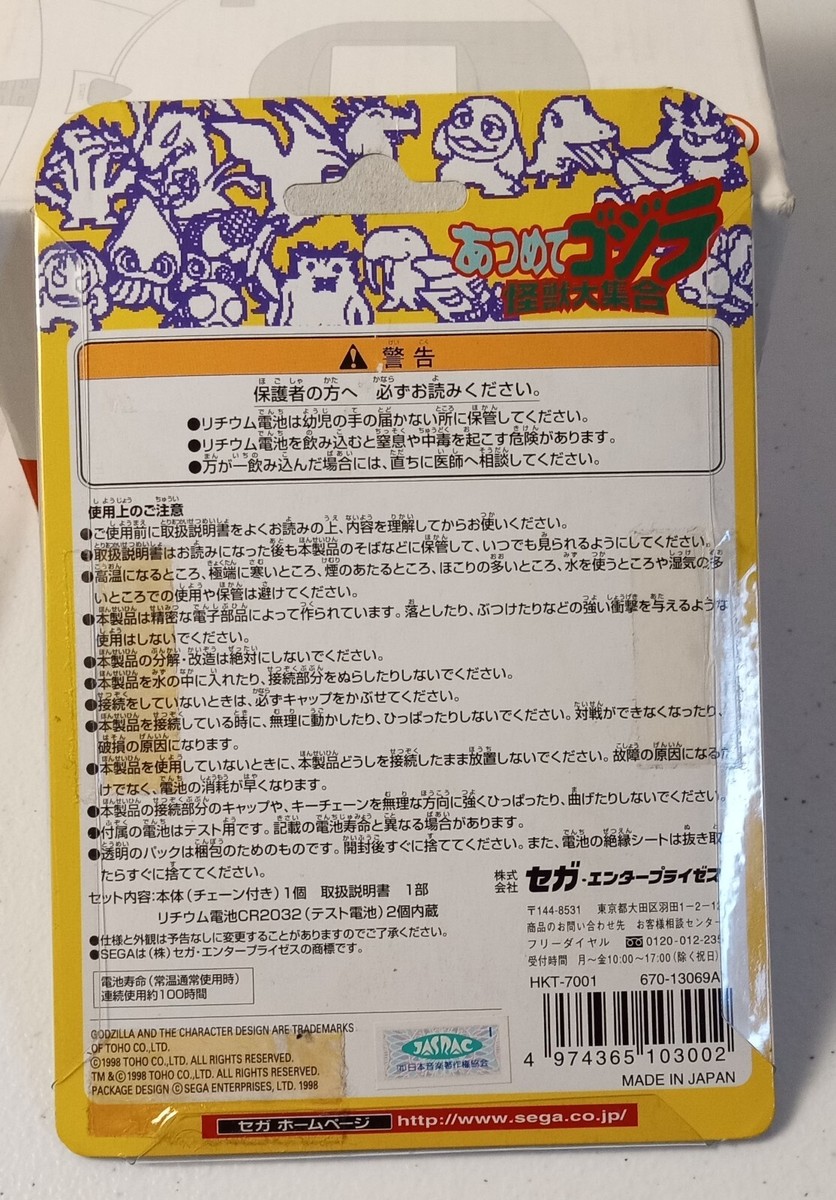 あつめてゴジラ
怪獣大集合
警告
保護者の方へ 必ずお読みください。
●リチウム電池は幼児の手の届かない所に保管してください。
●リチウム電池を飲み込むと窒息や中毒を起こす危険があります。
●万が一飲み込んだ場合には、直ちに医師へ相談してください。
使用上のご注意
●ご使用前に取扱説明書をよくお読みの上、内容を理解してからお使いください。
●取扱説明書はお読みになった後も本製品のそばなどに保管して、いつでも見られるようにしてください。
●高温になるところ、極端に寒いところ、煙のあたるところ、ほこりの多いところ、水を使うところや湿気の多
いところでの使用や保管は避けてください。
●本製品は精密な電子部品によって作られています。落としたり、ぶつけたりなどの強い衝撃を与えるような
使用はしないでください。
●本製品の分解・改造は絶対にしないでください。
●本製品を水の中に入れたり、接続部分をぬらしたりしないでください。
●接続をしていないときは、必ずキャップをかぶせてください。
●本製品を接続している時に、無理に動かしたり、ひっぱったりしないでください。対戦ができなくなったり、
破損の原因になります。
●本製品を使用していないときに、本製品どうしを接続したまま放置しないでください。故障の原因になるだ
けでなく、電池の消耗が早くなります。
●本製品の接続部分のキャップや、キーチェーンを無理な方向に強くひっぱったり、曲げたりしないでください。
●付属の電池はテスト用です。記載の電池寿命と異なる場合があります。
●透明のパックは梱包のためのものです。開封後すぐに捨ててください。また、電池の絶縁シートは抜き取
たらすぐに捨ててください。
セット内容:本体(チェーン付き)1個 取扱説明書 1部
リチウム電池CR2032(テスト電池)2個内蔵
●仕様と外観は予告なしに変更することがありますのでご了承ください。
●SEGAは(株)セガ・エンタープライゼスの商標です。
電池寿命(常温通常使用時)
連続使用約100時間
株式会社 セガ・エンタープライゼス
〒144-8531 東京都大田区羽田1-2-1
商品のお問い合わせ先 お客様相談センター
フリーダイヤル 0120-012-23
受付時間 月〜金10:00〜17:00(除く祝日)
HKT-7001 670-13069A
4 974365 103002
MADE IN JAPAN
GODZILLA AND THE CHARACTER DESIGN ARE TRADEMARKS
OF TOHO CO.,LTD.
©1998 TOHO CO.,LTD. ALL RIGHTS RESERVED.
TM & ©1998 TOHO CO.,LTD. ALL RIGHTS RESERVED.
PACKAGE DESIGN ©SEGA ENTERPRISES, LTD. 1998
JASRAC
日本音楽著作権協会
セガ ホームページ http://www.sega.co.jp/